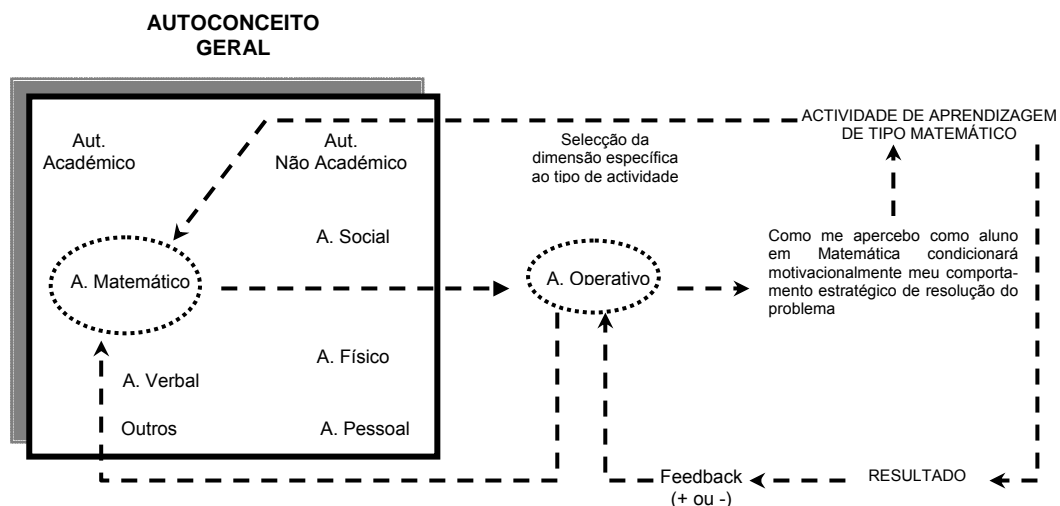 AUTOCONCEITO
GERAL
Aut.
Académico
Aut.
Não Académico
Selecção da
dimensão específica
ao tipo de actividade
ACTIVIDADE DE APRENDIZAGEM
DE TIPO MATEMÁTICO
A. Social
A. Matemático
A. Operativo
Como me apercebo como aluno
em Matemática condicionará
motivacionalmente meu comporta-
mento estratégico de resolução do
problema
A. Físico
A. Verbal
Outros
A. Pessoal
Feedback
(+ ou -)
RESULTADO